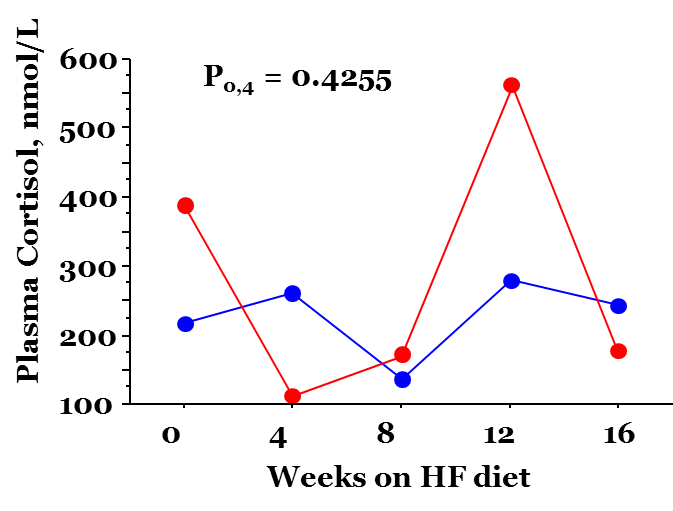 P0,4 = 0.4255
Plasma Cortisol, nmol/L
600
500
400
300
200
100
0 4 8 12 16
Weeks on HF diet